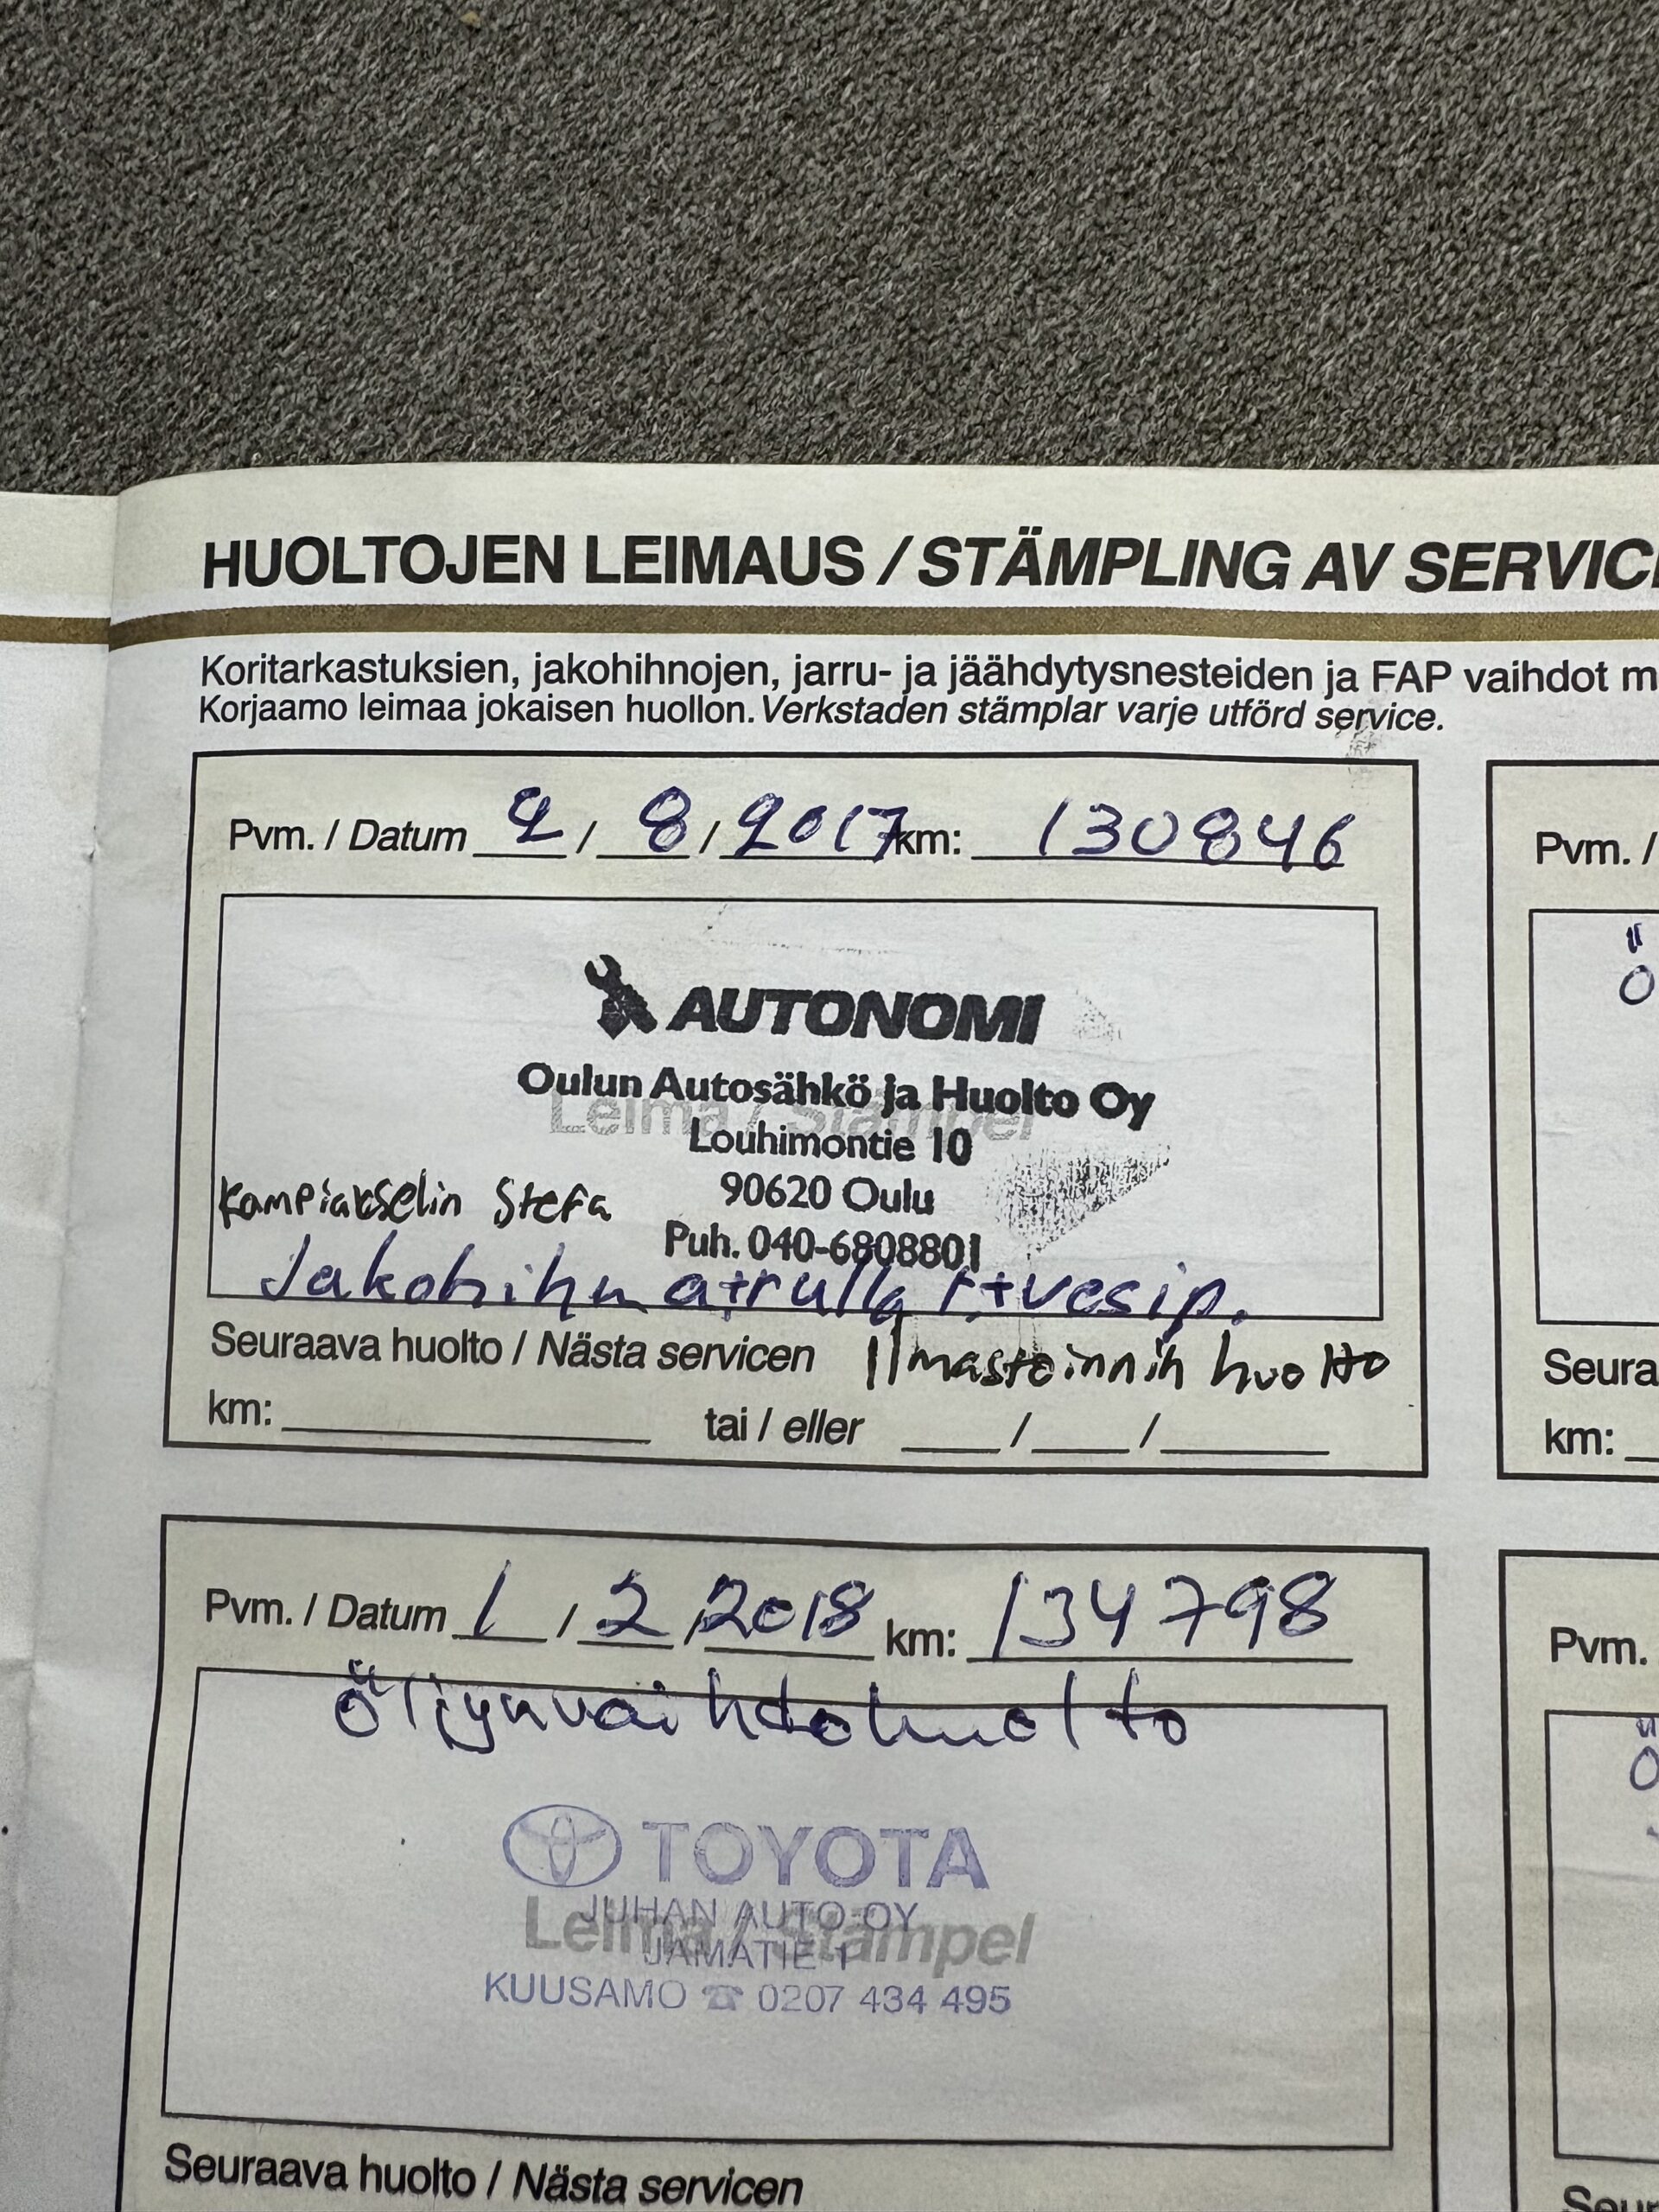 HUOLTOJEN LEIMAUS / STÄMPLING AV SERVIC
Koritarkastuksien, jakohihnojen, jarru- ja jäähdytysnesteiden ja FAP vaihdot m
Korjaamo leimaa jokaisen huollon. Verkstaden stämplar varje utförd service.
Pvm. / Datum 2 / 8 / 2017 km: 130846
AUTONOMI
Oulun Autosähkö ja Huolto Oy
Leima / Stämpel
Louhimontie 10
90620 Oulu
Kampiakselin Stefa
Puh. 040-6808801
Jakohihna+rullat+vesip.
Seuraava huolto / Nästa servicen Ilmastoinnin huolto
km: tai / eller / /
Pvm. / Datum 1 / 2 / 2018 km: 134798
öljynvaihtohuolto
TOYOTA
JUHAN AUTO OY
Leima / Stämpel
JAMATIE 1
KUUSAMO ☎ 0207 434 495
Seuraava huolto / Nästa servicen
Pvm. /
Ö
Seura
km:
Pvm.
Ö